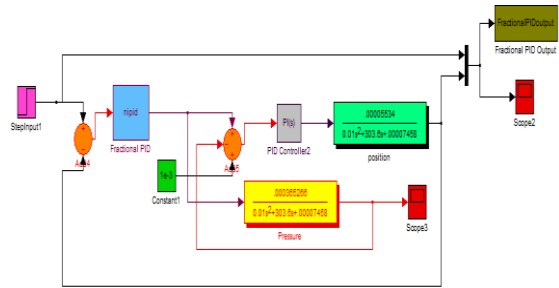 FractionalPIDoutput
Fractional PID Output
StepInput1
nipid
Fractional PID
PI(s)
PID Controller2
.00005534
0.01s2+303.6s+.00007458
position
Scope2
1e-3
Constant1
.000365266
0.01s2+303.6s+.00007458
Pressure
Scope3